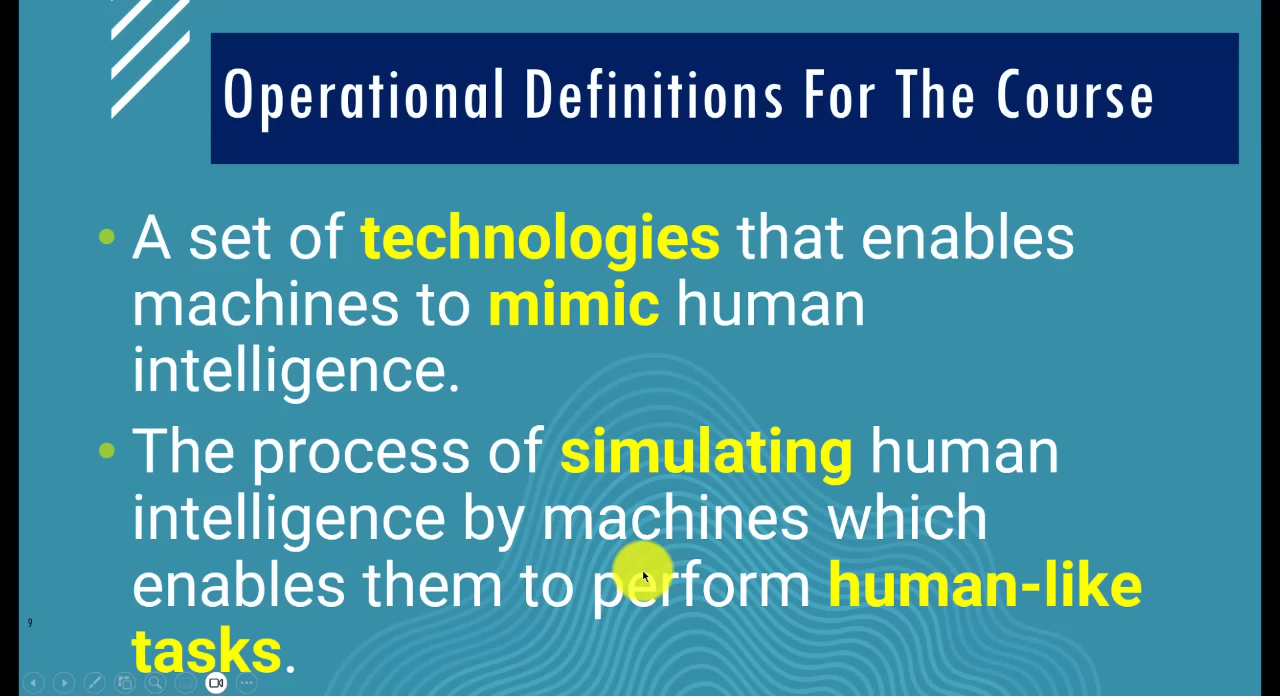 Operational Definitions For The Course
• A set of technologies that enables
machines to mimic human
intelligence.
• The process of simulating human
intelligence by machines which
enables them to perform human-like
9
tasks.